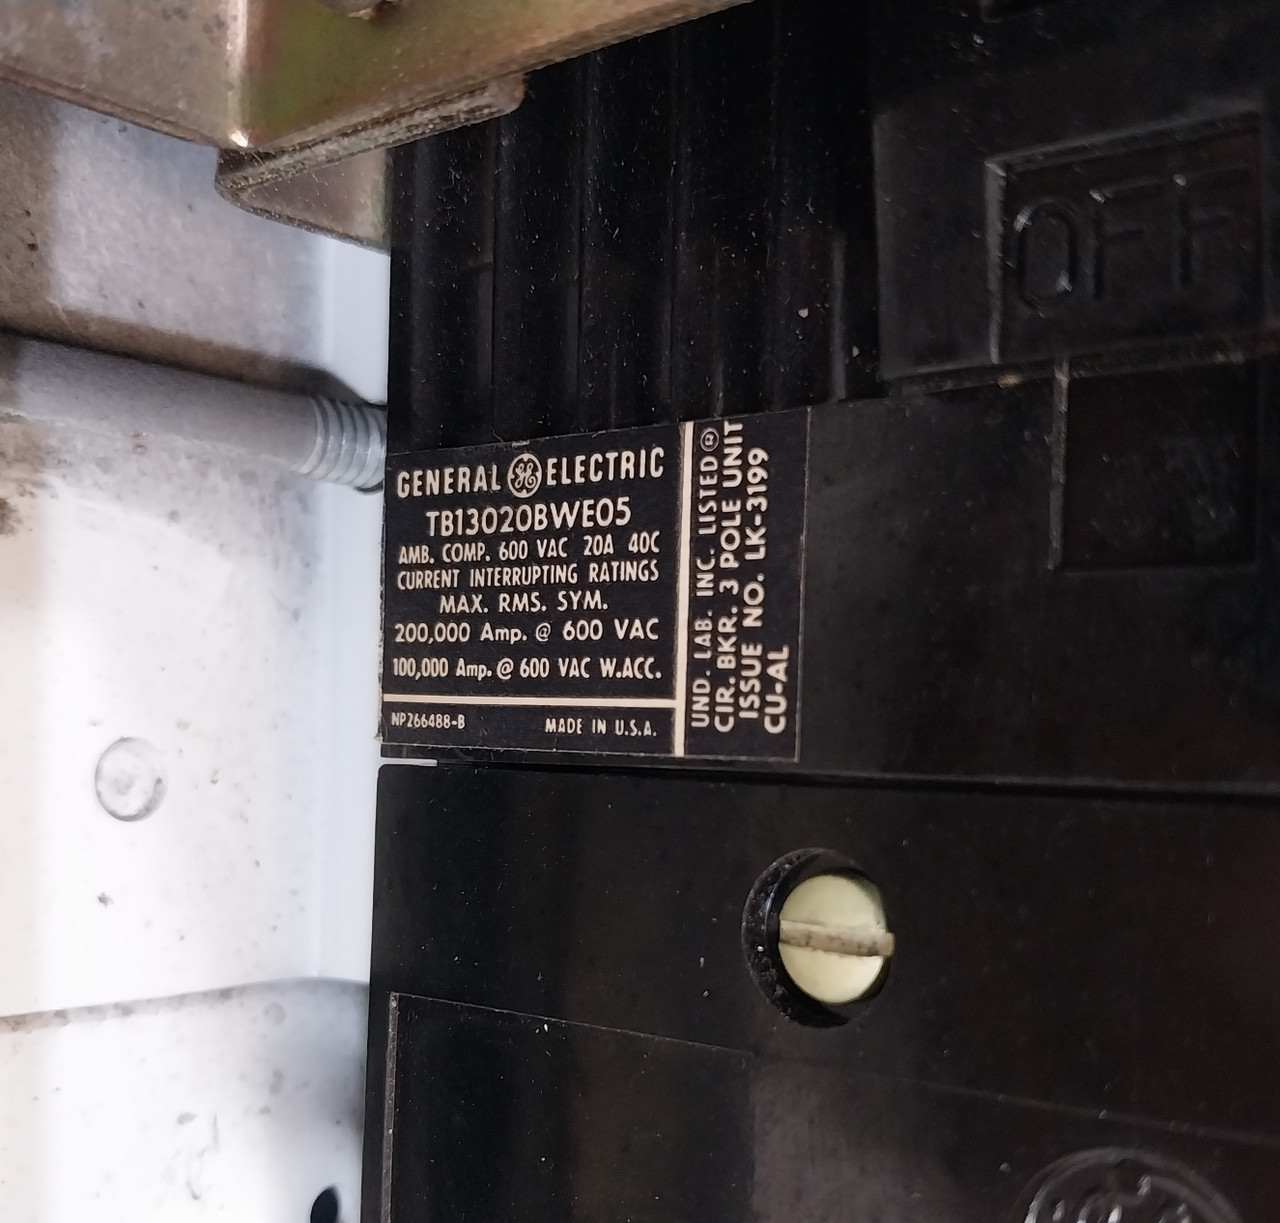 GENERAL GE ELECTRIC
TB13020BWE05
AMB. COMP. 600 VAC 20A 40C
CURRENT INTERRUPTING RATINGS
MAX. RMS. SYM.
200,000 Amp. @ 600 VAC
100,000 Amp. @ 600 VAC W.ACC.
NP266488-B MADE IN U.S.A.
UND. LAB. INC. LISTED ®
CIR. BKR. 3 POLE UNIT
ISSUE NO. LK-3199
CU-AL
OFF